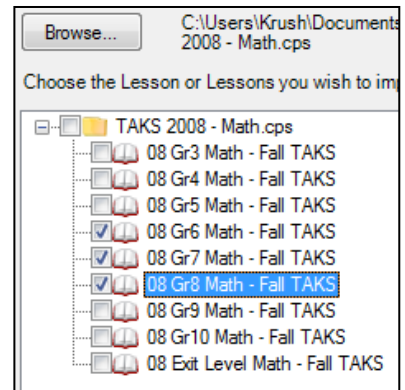 Browse...
C:\Users\Krush\Documents
2008 - Math.cps
Choose the Lesson or Lessons you wish to
TAKS 2008 - Math.cps
08 Gr3 Math - Fall TAKS
08 Gr4 Math - Fall TAKS
08 Gr5 Math - Fall TAKS
08 Gr6 Math - Fall TAKS
08 Gr7 Math - Fall TAKS
08 Gr8 Math - Fall TAKS
08 Gr9 Math - Fall TAKS
08 Gr10 Math - Fall TAKS
08 Exit Level Math - Fall TAKS